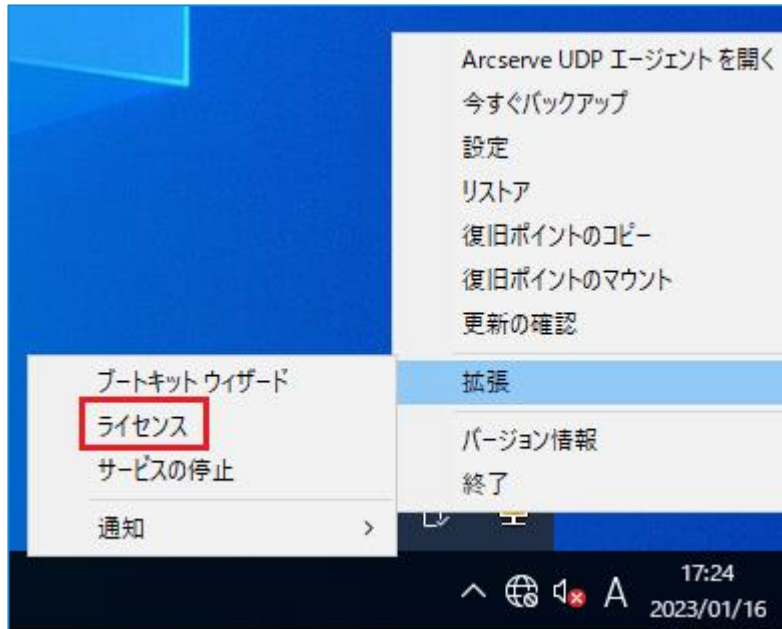 Arcserve UDP エージェント を開く
今すぐバックアップ
設定
リストア
復旧ポイントのコピー
復旧ポイントのマウント
更新の確認
拡張
バージョン情報
終了
ブートキット ウィザード
ライセンス
サービスの停止
通知
A
17:24
2023/01/16